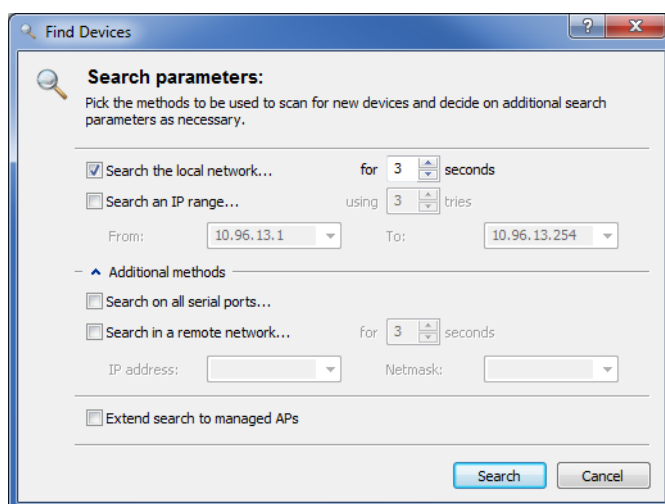 Find Devices
?
Search parameters:
Pick the methods to be used to scan for new devices and decide on additional search
parameters as necessary.
Search the local network... for 3 seconds
Search an IP range... using 3 tries
From: 10.96.13.1 To: 10.96.13.254
Additional methods
Search on all serial ports...
Search in a remote network... for 3 seconds
IP address: Netmask:
Extend search to managed APs
Search Cancel